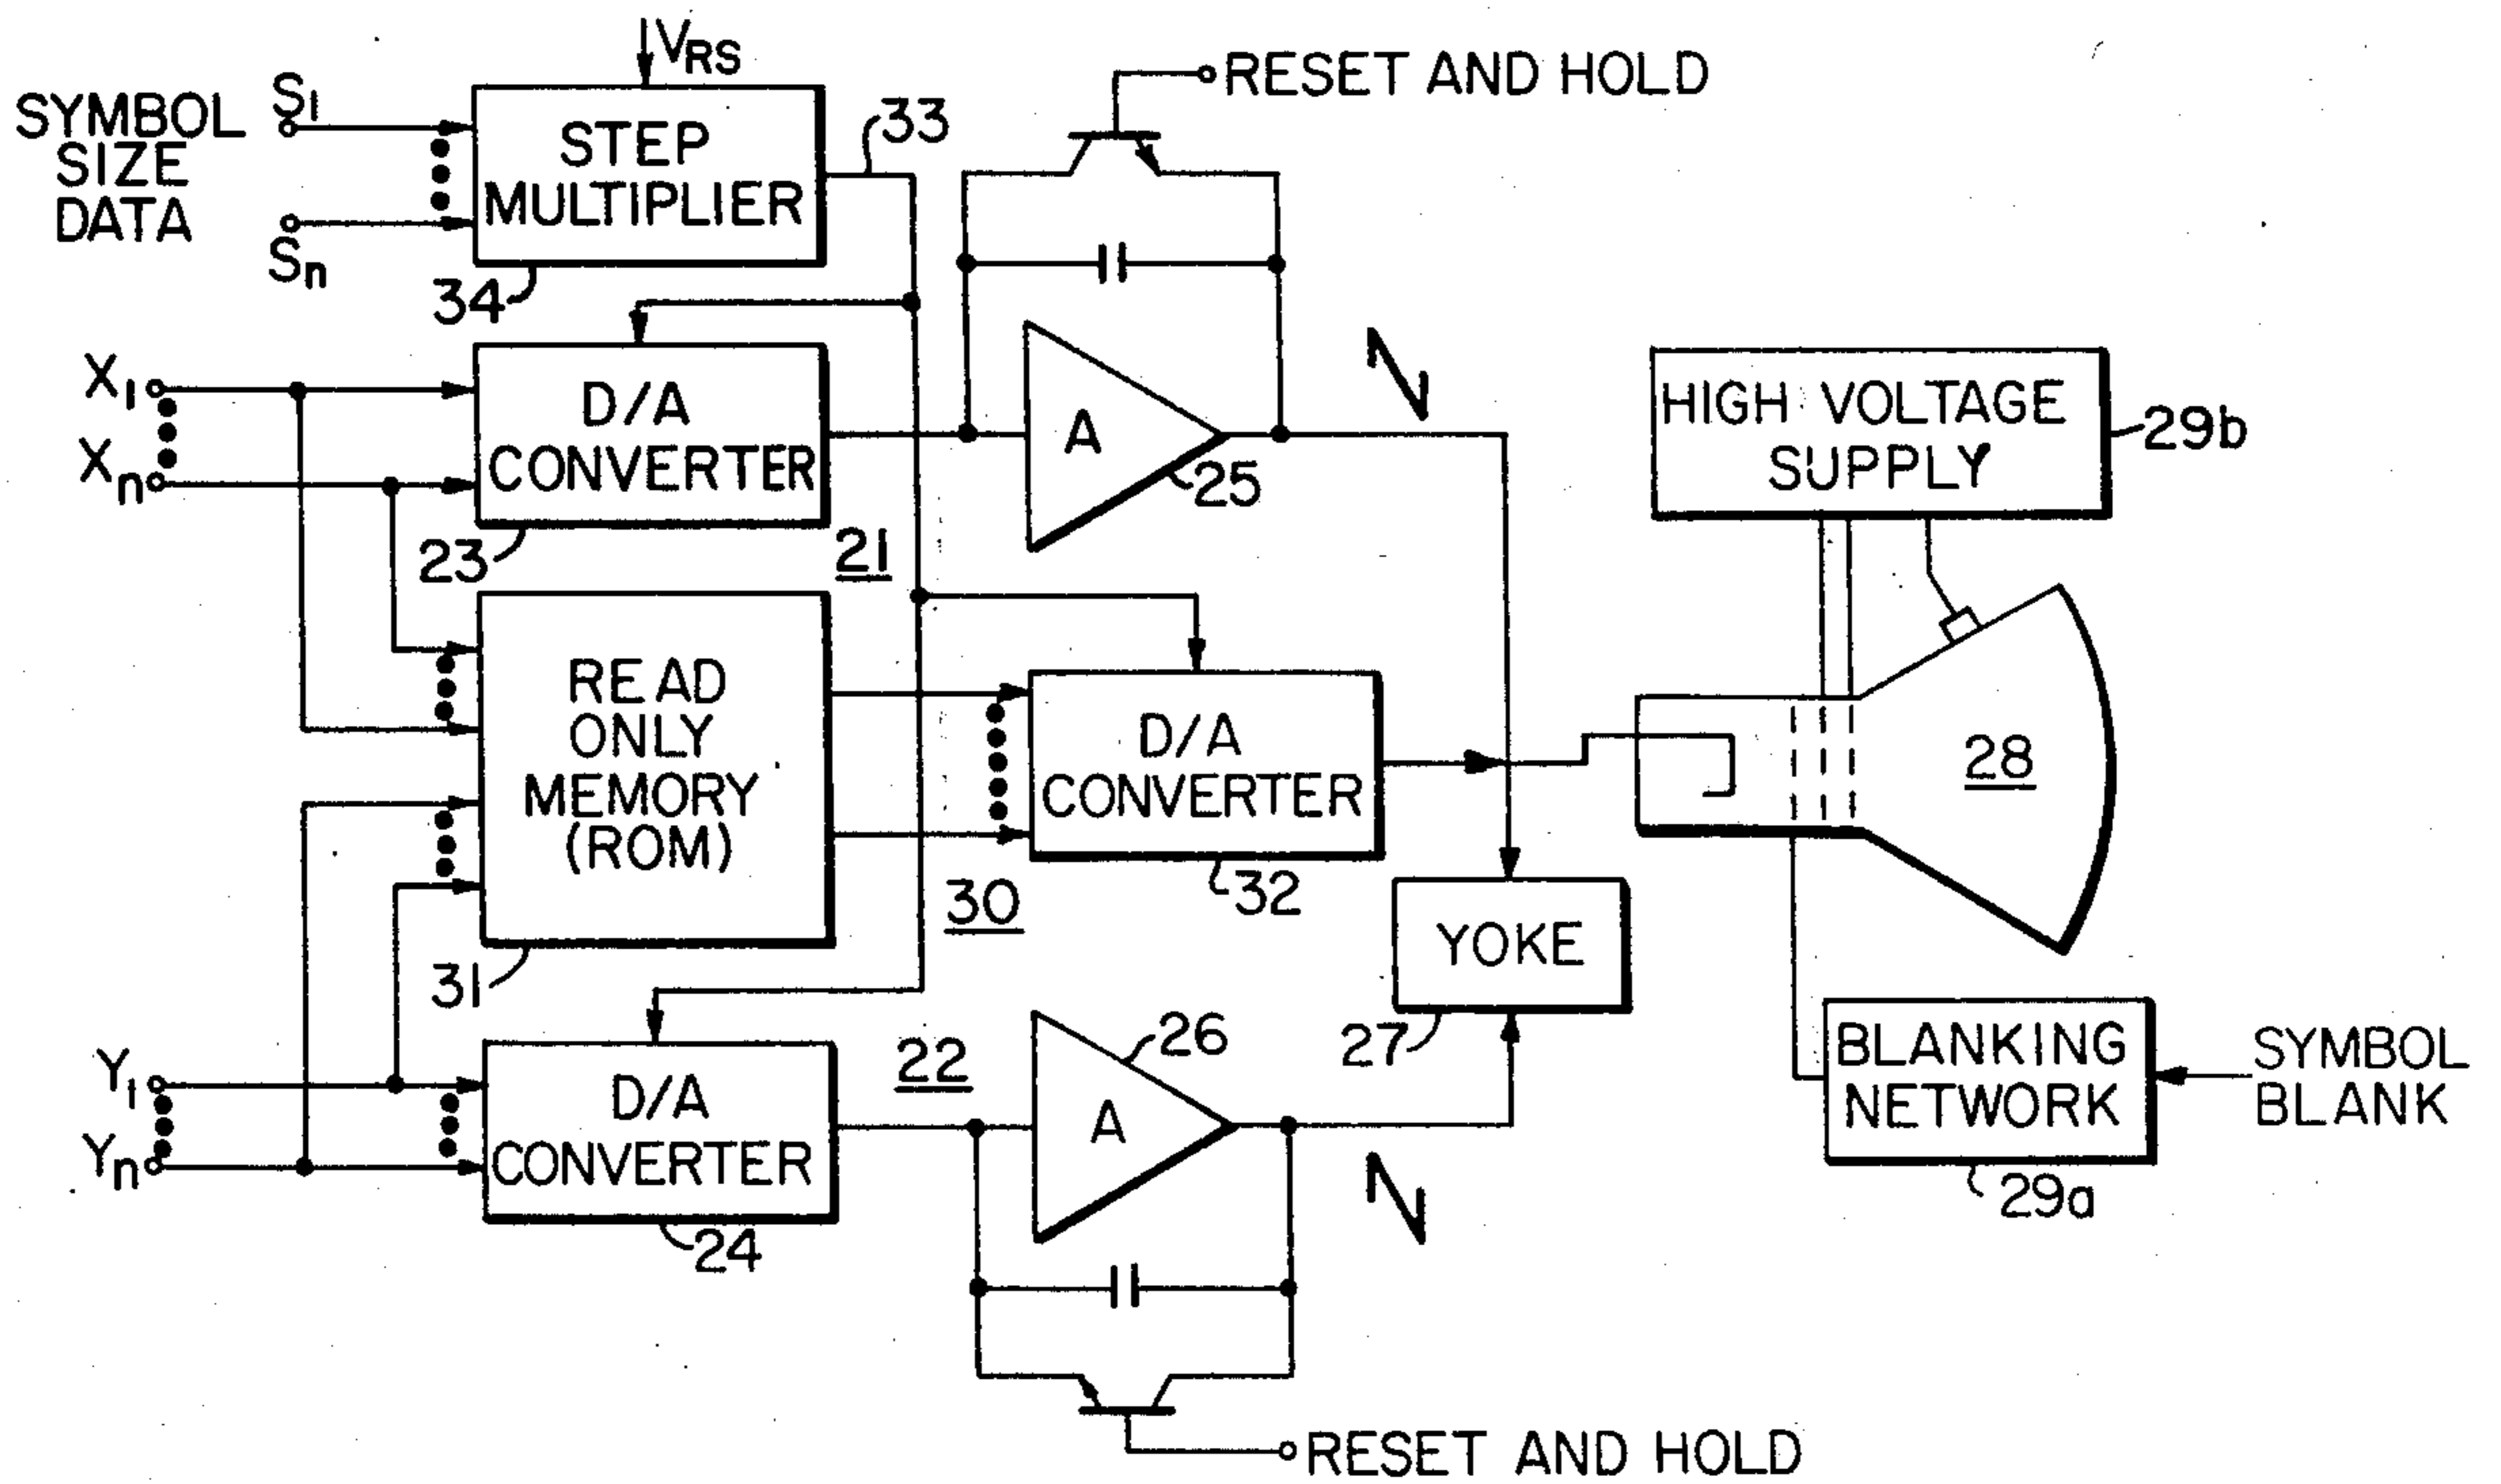 VRS
RESET AND HOLD
SYMBOL
SIZE
DATA
S1
Sn
STEP
MULTIPLIER
33
34
X1
Xn
D/A
CONVERTER
23
21
A
25
N
HIGH VOLTAGE
SUPPLY
29b
READ
ONLY
MEMORY
(ROM)
31
30
D/A
CONVERTER
32
28
YOKE
27
Y1
Yn
D/A
CONVERTER
24
22
A
26
N
BLANKING
NETWORK
29a
SYMBOL
BLANK
RESET AND HOLD